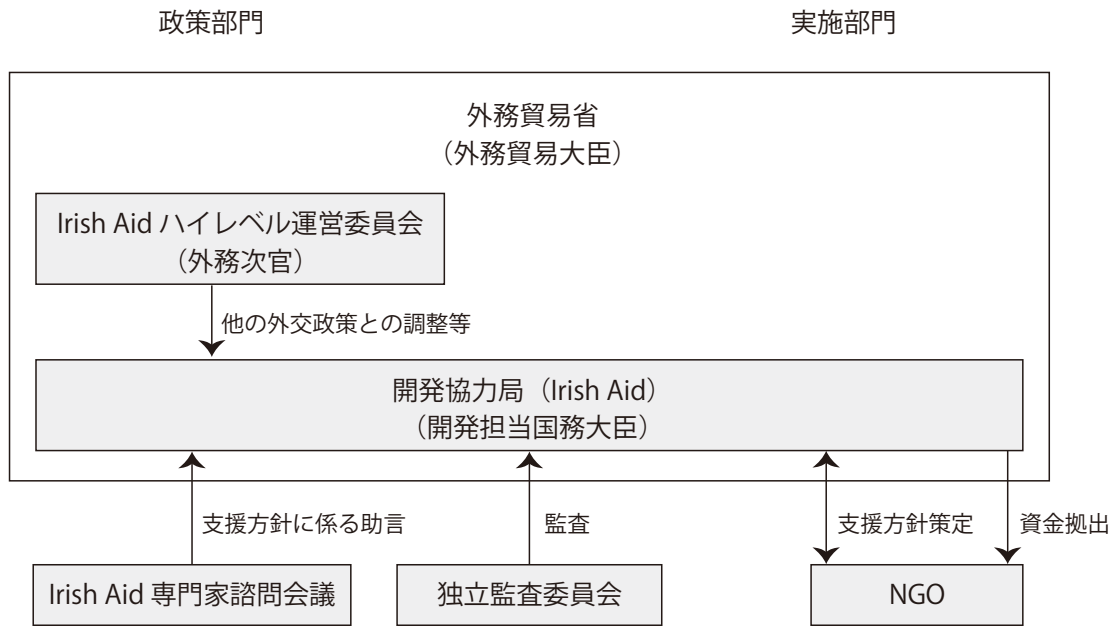 政策部門
実施部門
外務貿易省
（外務貿易大臣）
Irish Aid ハイレベル運営委員会
（外務次官）
他の外交政策との調整等
開発協力局（Irish Aid）
（開発担当国務大臣）
支援方針に係る助言
監査
支援方針策定
資金拠出
Irish Aid 専門家諮問会議
独立監査委員会
NGO